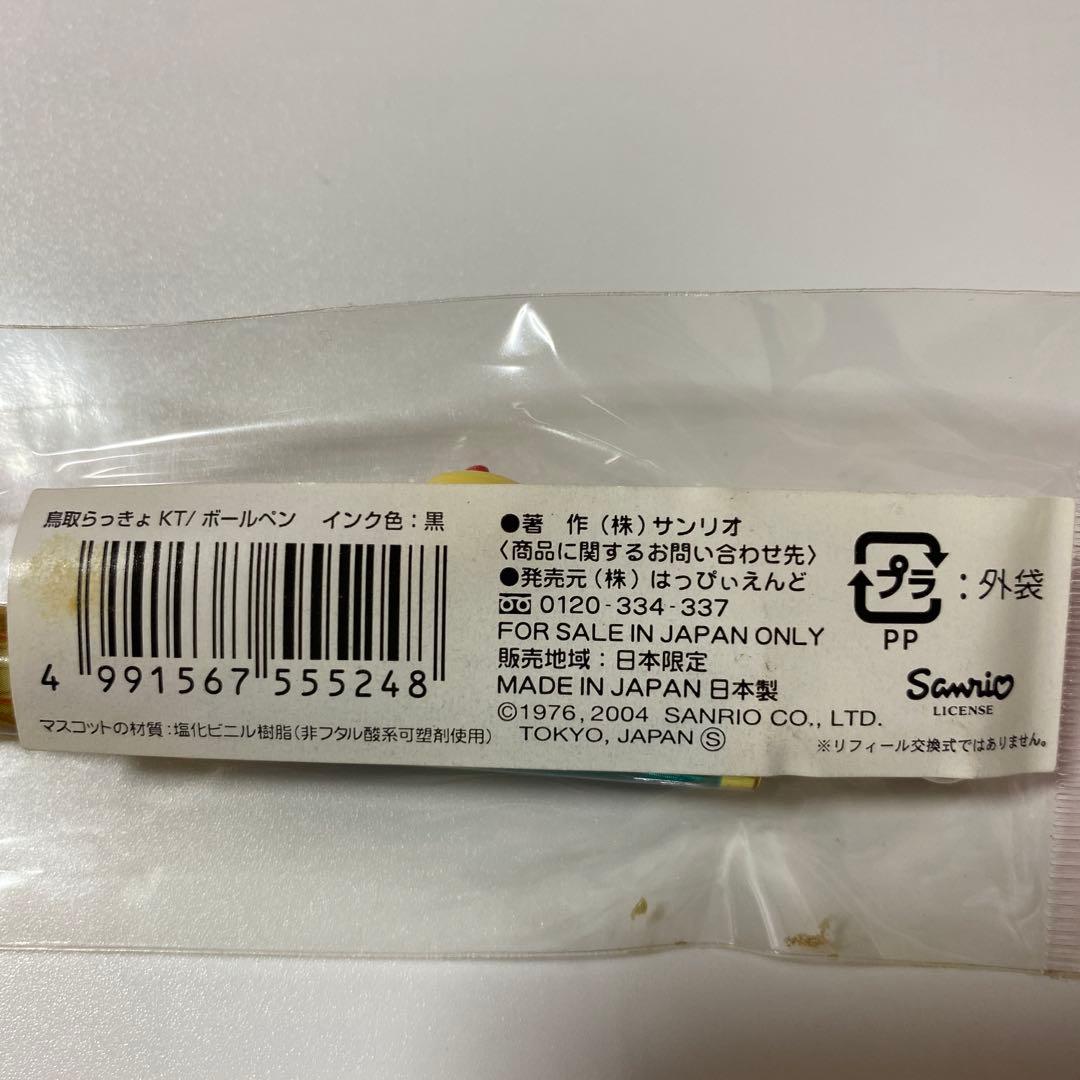 鳥取らっきょ KT/ ボールペン　インク色：黒
4 991567 555248
マスコットの材質：塩化ビニル樹脂（非フタル酸系可塑剤使用）
●著　作（株）サンリオ
〈商品に関するお問い合わせ先〉
●発売元（株）はっぴぃえんど
0120-334-337
FOR SALE IN JAPAN ONLY
販売地域：日本限定
MADE IN JAPAN 日本製
©1976, 2004 SANRIO CO., LTD.
TOKYO, JAPAN Ⓢ
プラ：外袋
PP
Sanrio
LICENSE
※リフィール交換式ではありません。